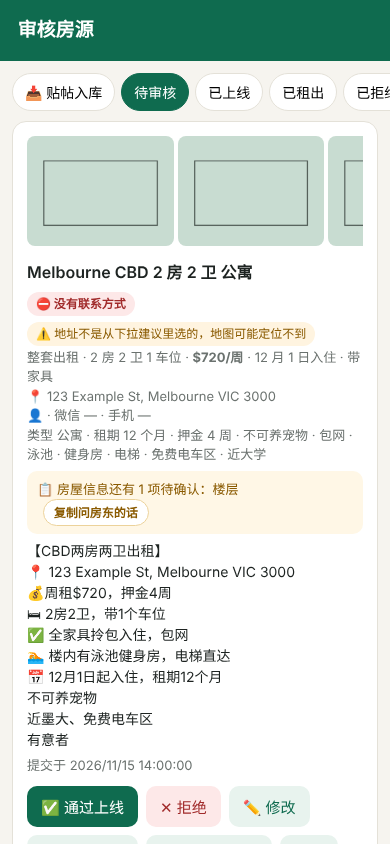 审核房源
📥 贴帖入库 待审核 已上线 已租出 已拒绝
Melbourne CBD 2 房 2 卫 公寓
⛔ 没有联系方式
⚠️ 地址不是从下拉建议里选的，地图可能定位不到
整套出租 · 2 房 2 卫 1 车位 · $720/周 · 12 月 1 日入住 · 带
家具
📍 123 Example St, Melbourne VIC 3000
👤 · 微信 — · 手机 —
类型 公寓 · 租期 12 个月 · 押金 4 周 · 不可养宠物 · 包网 ·
泳池 · 健身房 · 电梯 · 免费电车区 · 近大学
📋 房屋信息还有 1 项待确认：楼层
复制问房东的话
【CBD两房两卫出租】
📍 123 Example St, Melbourne VIC 3000
💰周租$720，押金4周
🛏 2房2卫，带1个车位
✅ 全家具拎包入住，包网
🏊 楼内有泳池健身房，电梯直达
📅 12月1日起入住，租期12个月
不可养宠物
近墨大、免费电车区
有意者
提交于 2026/11/15 14:00:00
✅ 通过上线 ✕ 拒绝 ✏️ 修改